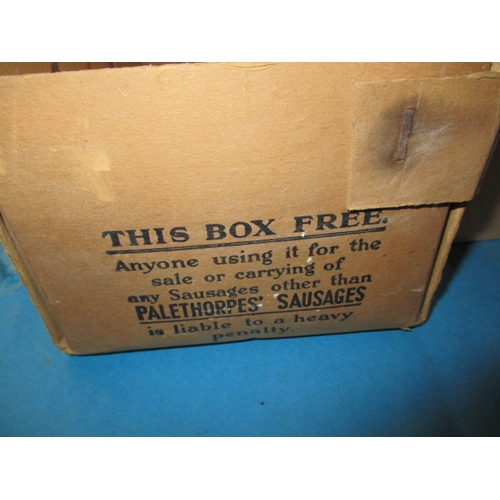 THIS BOX FREE.
Anyone using it for the
sale or carrying of
any Sausages other than
PALETHORPES' SAUSAGES
is liable to a heavy
penalty.